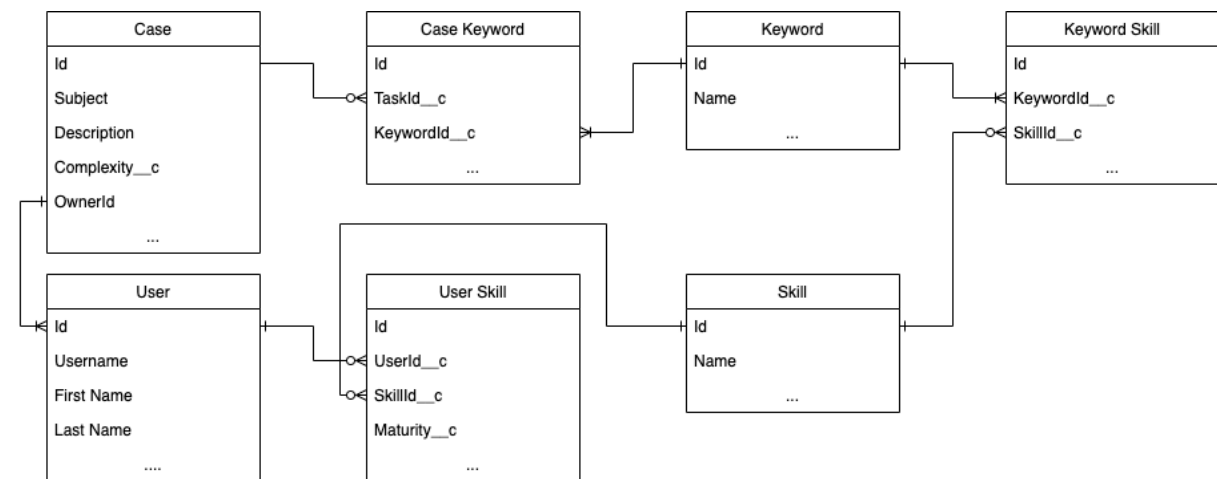 Case
Id
Subject
Description
Complexity__c
OwnerId
...
Case Keyword
Id
TaskId__c
KeywordId__c
...
Keyword
Id
Name
...
Keyword Skill
Id
KeywordId__c
SkillId__c
...
User
Id
Username
First Name
Last Name
....
User Skill
Id
UserId__c
SkillId__c
Maturity__c
...
Skill
Id
Name
...